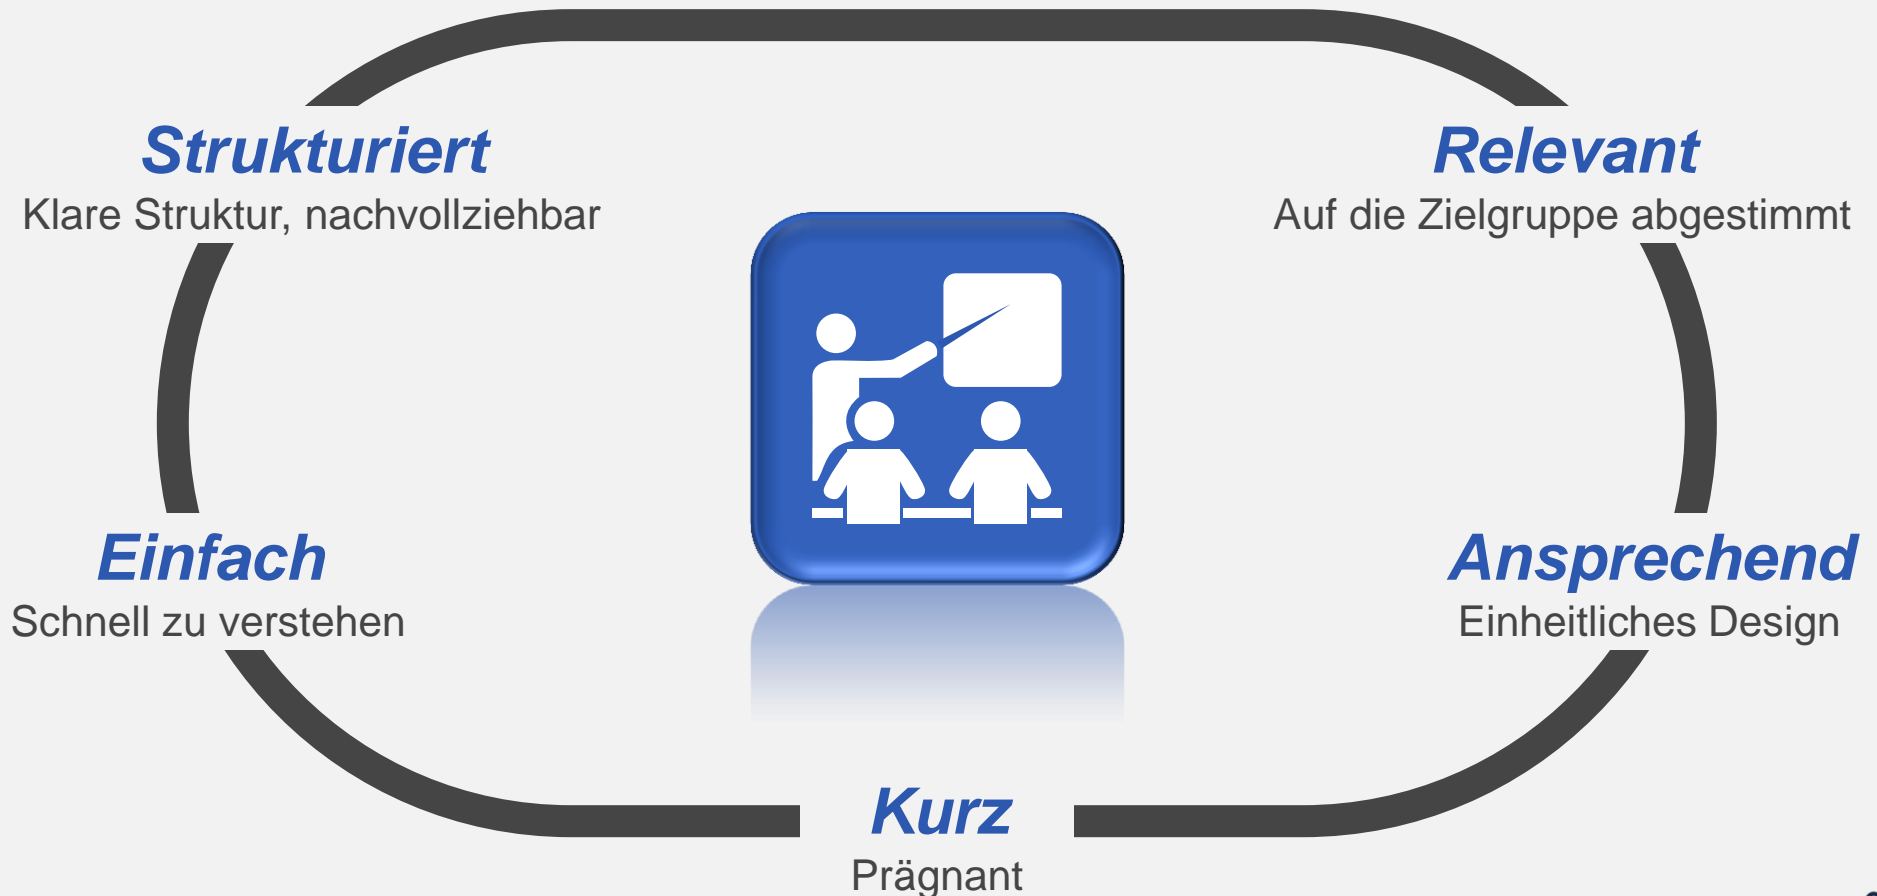 Strukturiert
Klare Struktur, nachvollziehbar
Relevant
Auf die Zielgruppe abgestimmt
Einfach
Schnell zu verstehen
Ansprechend
Einheitliches Design
Kurz
Prägnant